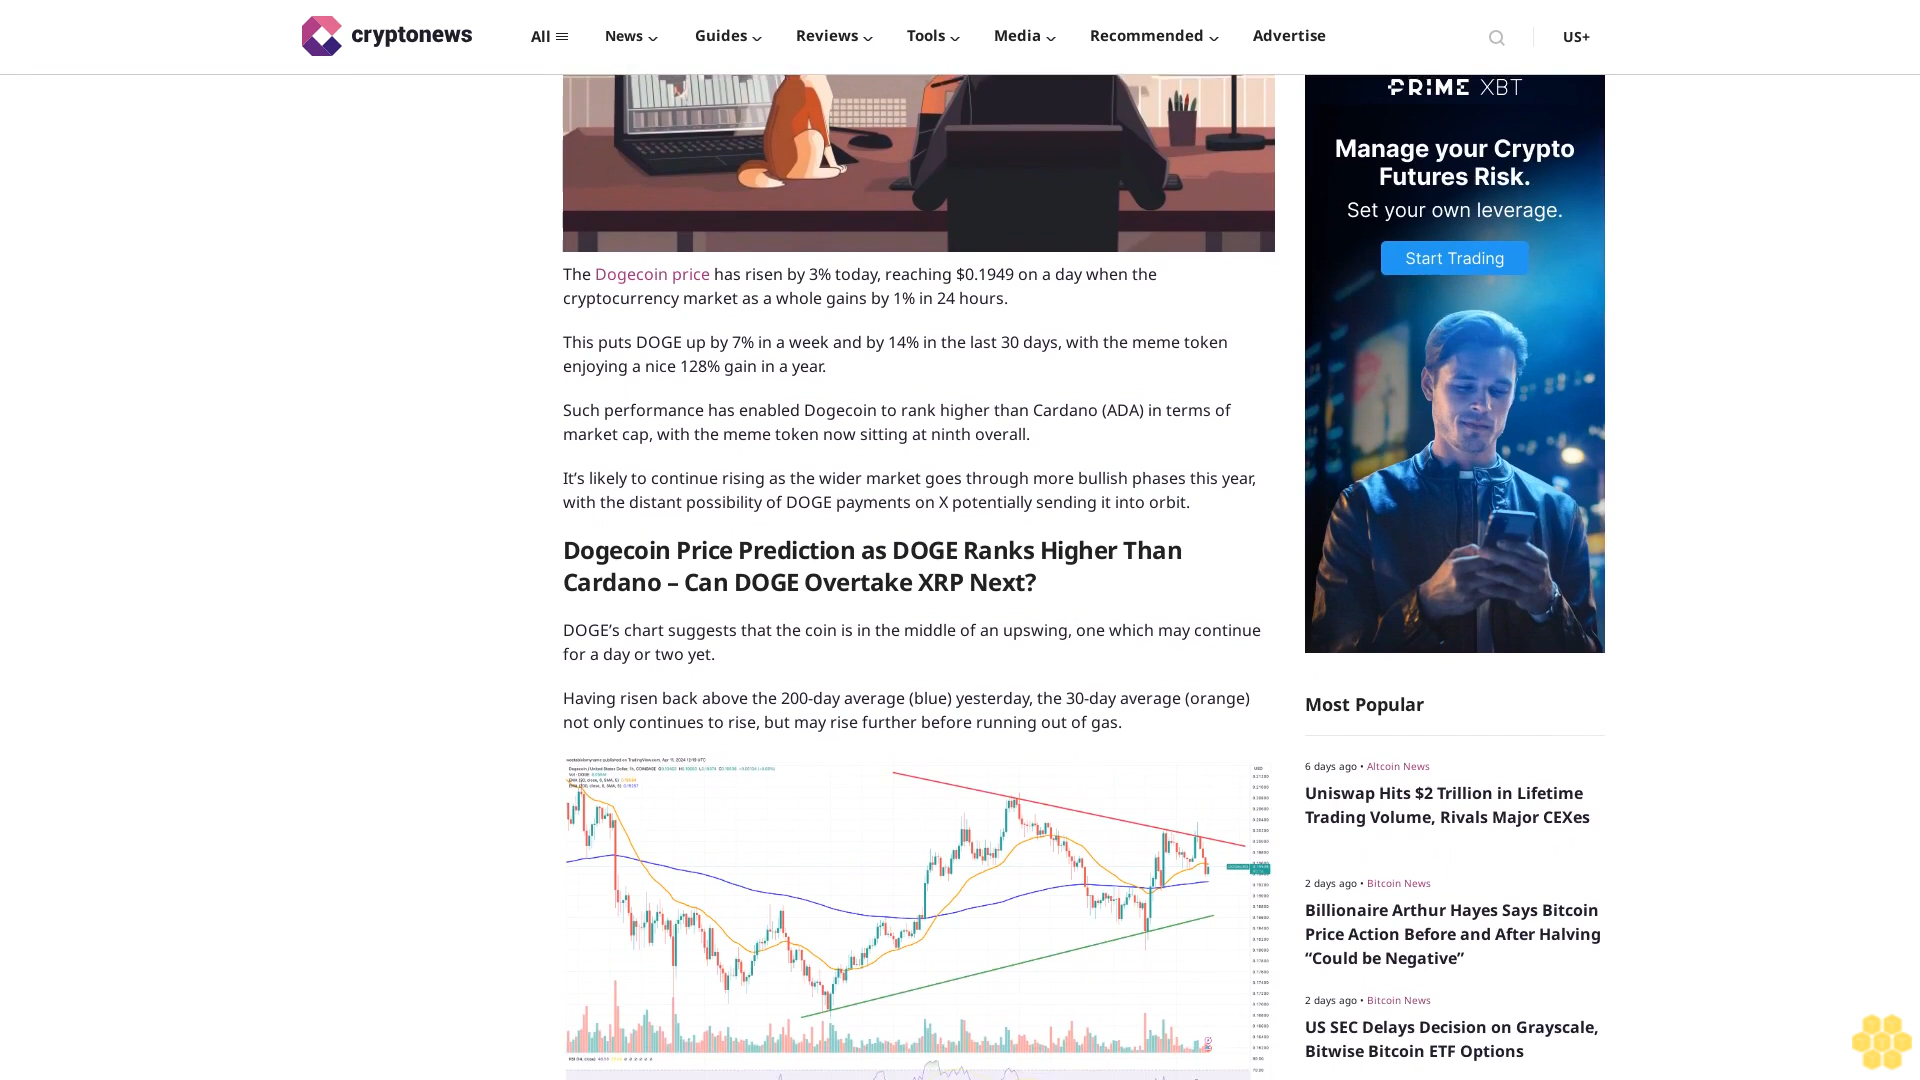 cryptonews
All
News
Guides
Reviews
Tools
Media
Recommended
Advertise
US+
The Dogecoin price has risen by 3% today, reaching $0.1949 on a day when the
cryptocurrency market as a whole gains by 1% in 24 hours.
This puts DOGE up by 7% in a week and by 14% in the last 30 days, with the meme token
enjoying a nice 128% gain in a year.
Such performance has enabled Dogecoin to rank higher than Cardano (ADA) in terms of
market cap, with the meme token now sitting at ninth overall.
It’s likely to continue rising as the wider market goes through more bullish phases this year,
with the distant possibility of DOGE payments on X potentially sending it into orbit.
Dogecoin Price Prediction as DOGE Ranks Higher Than
Cardano – Can DOGE Overtake XRP Next?
DOGE’s chart suggests that the coin is in the middle of an upswing, one which may continue
for a day or two yet.
Having risen back above the 200-day average (blue) yesterday, the 30-day average (orange)
not only continues to rise, but may rise further before running out of gas.
PRIME XBT
Manage your Crypto
Futures Risk.
Set your own leverage.
Start Trading
Most Popular
6 days ago • Altcoin News
Uniswap Hits $2 Trillion in Lifetime
Trading Volume, Rivals Major CEXes
2 days ago • Bitcoin News
Billionaire Arthur Hayes Says Bitcoin
Price Action Before and After Halving
“Could be Negative”
2 days ago • Bitcoin News
US SEC Delays Decision on Grayscale,
Bitwise Bitcoin ETF Options